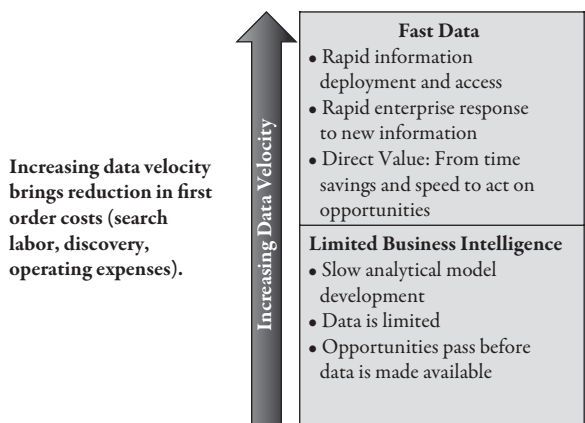 Increasing data velocity
brings reduction in first
order costs (search
labor, discovery,
operating expenses).
Increasing Data Velocity
Fast Data
• Rapid information
deployment and access
• Rapid enterprise response
to new information
• Direct Value: From time
savings and speed to act on
opportunities
Limited Business Intelligence
• Slow analytical model
development
• Data is limited
• Opportunities pass before
data is made available